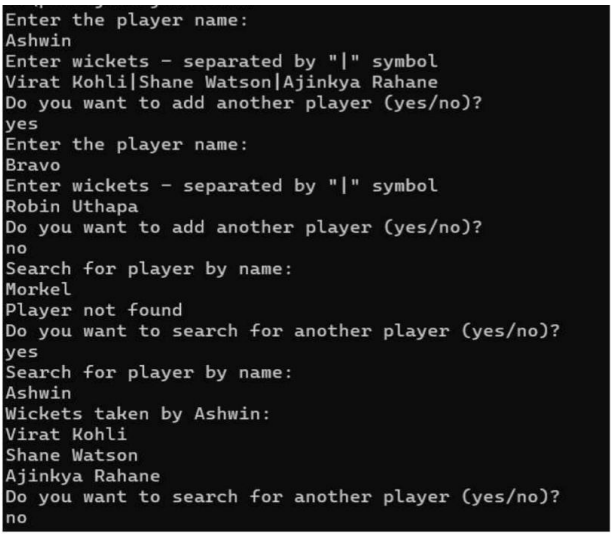 Enter the player name:
Ashwin
Enter wickets - separated by "|" symbol
Virat Kohli|Shane Watson|Ajinkya Rahane
Do you want to add another player (yes/no)?
yes
Enter the player name:
Bravo
Enter wickets - separated by "|" symbol
Robin Uthapa
Do you want to add another player (yes/no)?
no
Search for player by name:
Morkel
Player not found
Do you want to search for another player (yes/no)?
yes
Search for player by name:
Ashwin
Wickets taken by Ashwin:
Virat Kohli
Shane Watson
Ajinkya Rahane
Do you want to search for another player (yes/no)?
no